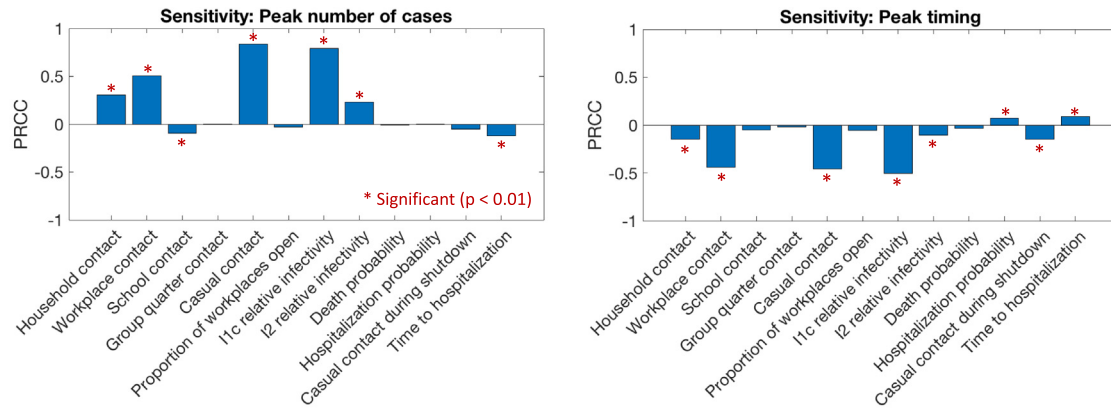 Sensitivity: Peak number of cases
1
0.5
0
-0.5
-1
PRCC
*
*
*
*
*
*
*
* Significant (p < 0.01)
Household contact
Workplace contact
School contact
Group quarter contact
Casual contact
Proportion of workplaces open
I1c relative infectivity
I2 relative infectivity
Death probability
Hospitalization probability
Casual contact during shutdown
Time to hospitalization
Sensitivity: Peak timing
1
0.5
0
-0.5
-1
PRCC
*
*
*
*
*
*
*
*
Household contact
Workplace contact
School contact
Group quarter contact
Casual contact
Proportion of workplaces open
I1c relative infectivity
I2 relative infectivity
Death probability
Hospitalization probability
Casual contact during shutdown
Time to hospitalization